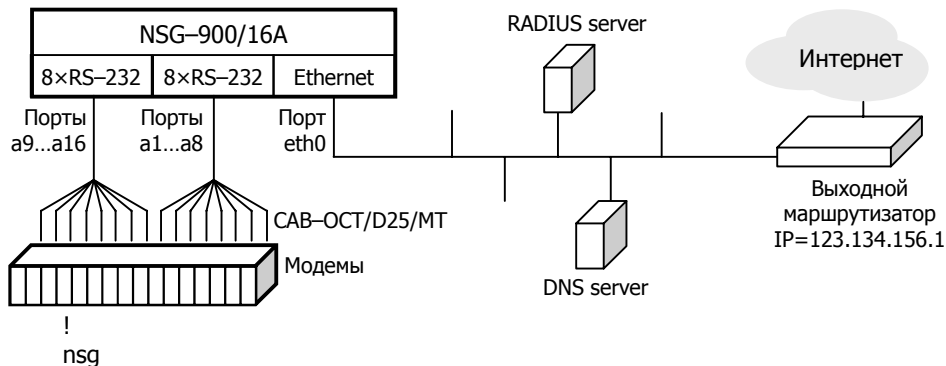 NSG–900/16A
8×RS–232 8×RS–232 Ethernet
Порты
a9...a16
Порты
a1...a8
Порт
eth0
RADIUS server
Интернет
CAB–OCT/D25/MT
Модемы
DNS server
Выходной
маршрутизатор
IP=123.134.156.1
!
nsg